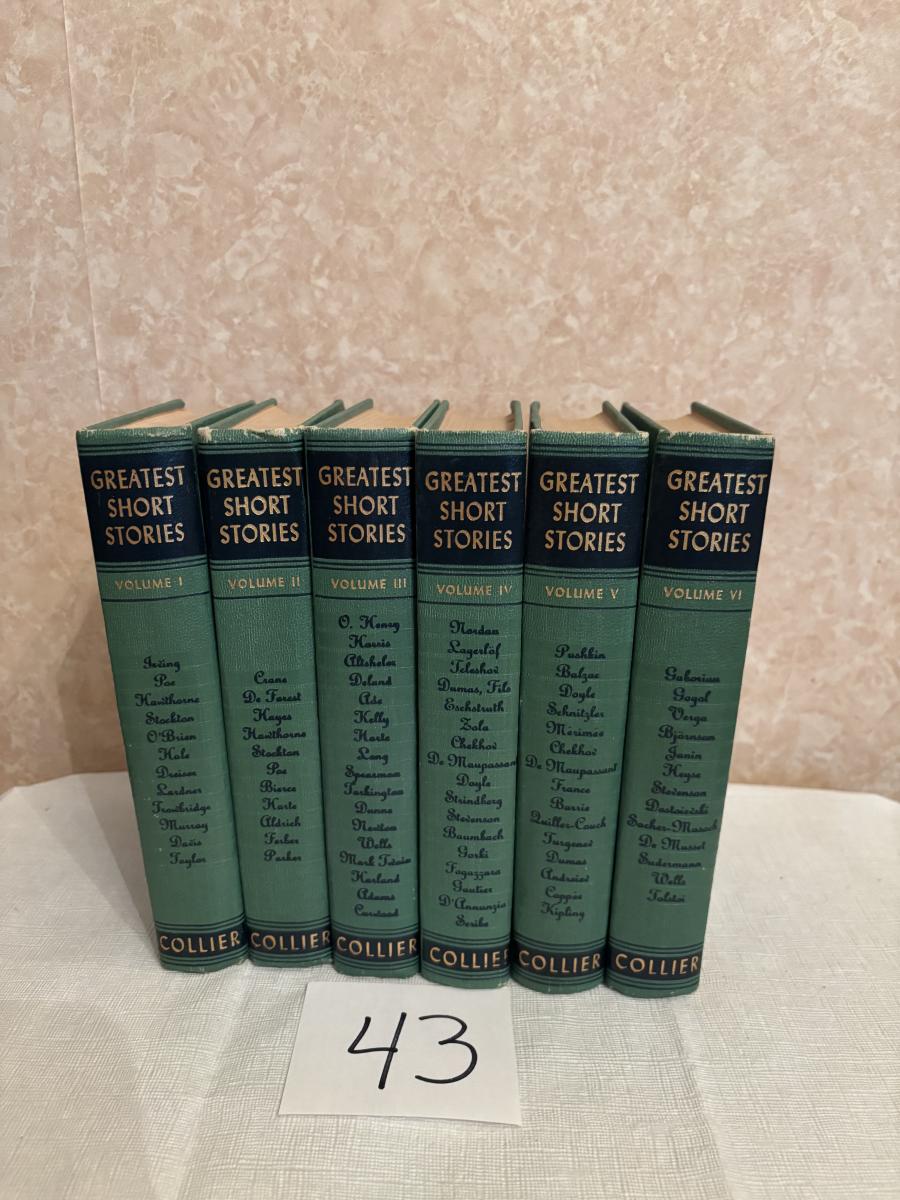 GREATEST
SHORT
STORIES
VOLUME I
Irving
Poe
Hawthorne
Stockton
O'Brien
Hale
Dreiser
Lardner
Trowbridge
Murray
Davis
Taylor
COLLIER
GREATEST
SHORT
STORIES
VOLUME II
Crane
De Forest
Hayes
Hawthorne
Stockton
Poe
Bierce
Harte
Aldrich
Ferber
Parker
COLLIER
GREATEST
SHORT
STORIES
VOLUME III
O. Henry
Harris
Altsheler
Deland
Ade
Kelly
Harte
Long
Spearman
Tarkington
Dunne
Newton
Wells
Mark Twain
Harland
Adams
Curwood
COLLIER
GREATEST
SHORT
STORIES
VOLUME IV
Nordau
Lagerlöf
Teleshov
Dumas, Fils
Eschstruth
Zola
Chekhov
De Maupassant
Doyle
Strindberg
Stevenson
Baumbach
Gorki
Fogazzaro
Gautier
D'Annunzio
Scribe
COLLIER
GREATEST
SHORT
STORIES
VOLUME V
Pushkin
Balzac
Doyle
Schnitzler
Mérimée
Chekhov
De Maupassant
France
Barrie
Quiller-Couch
Turgenev
Dumas
Andreiev
Coppée
Kipling
COLLIER
GREATEST
SHORT
STORIES
VOLUME VI
Gaboriau
Gogol
Verga
Björnson
Janin
Heyse
Stevenson
Dostoievski
Sacher-Masoch
De Musset
Sudermann
Wells
Tolstoi
COLLIER
43